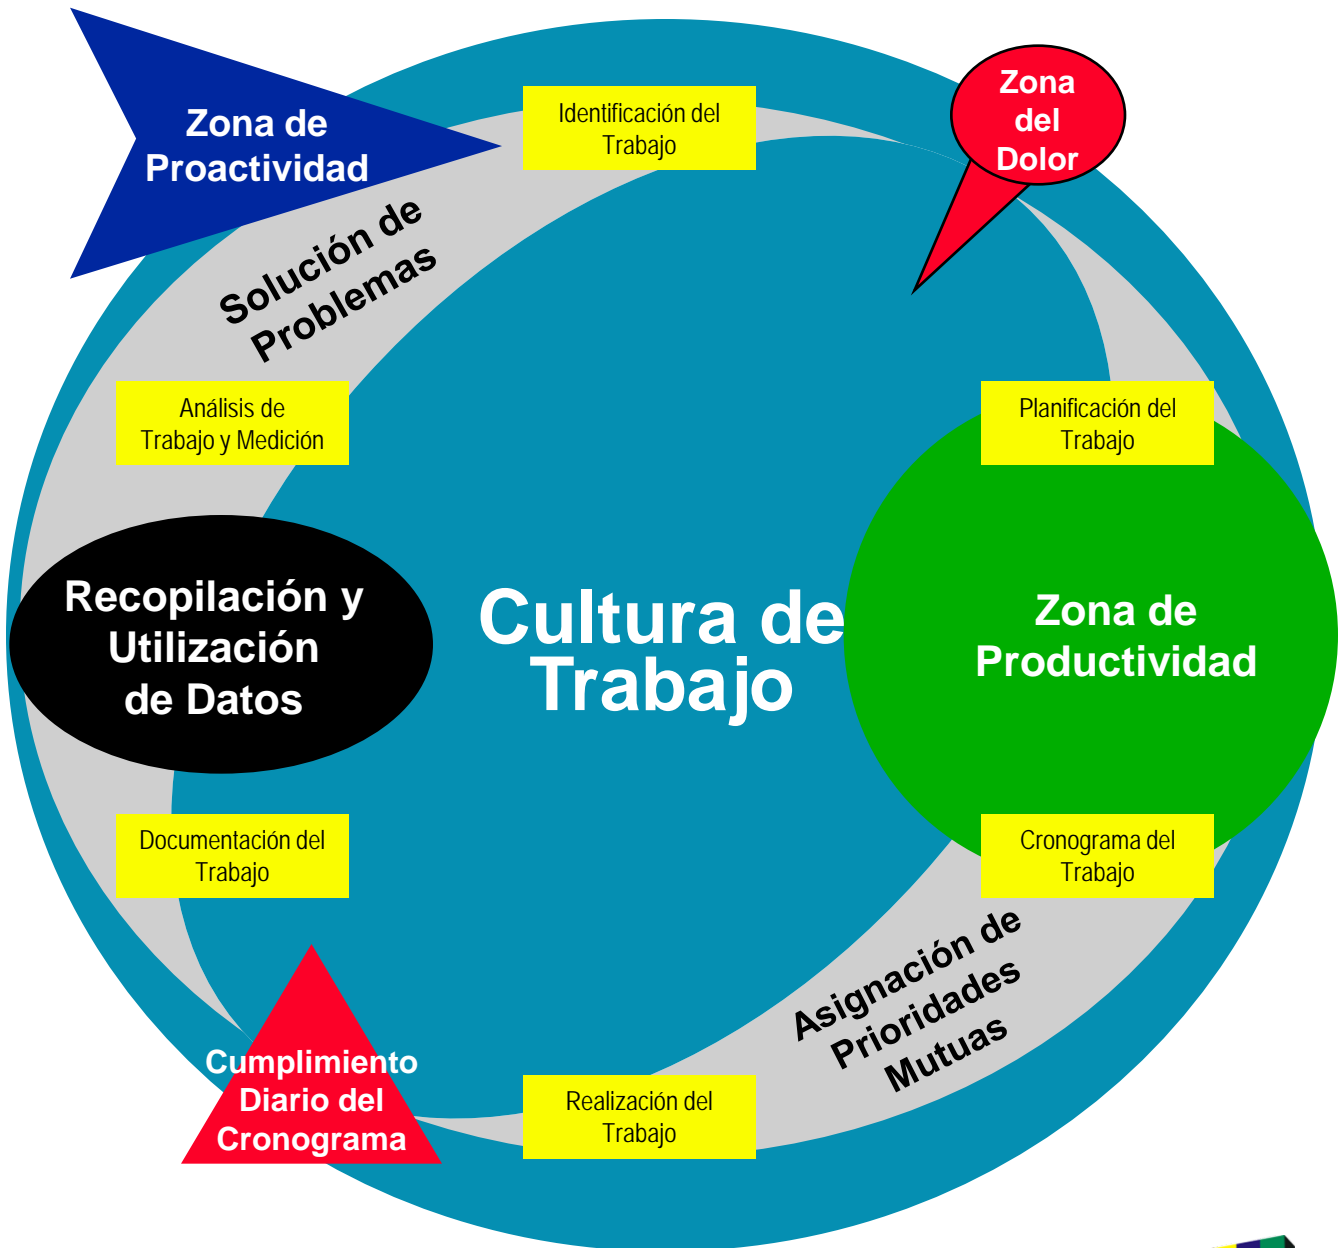 Zona de
Proactividad
Identificación del
Trabajo
Zona
del
Dolor
Solución de
Problemas
Análisis de
Trabajo y Medición
Planificación del
Trabajo
Recopilación y
Utilización
de Datos
Cultura de
Trabajo
Zona de
Productividad
Documentación del
Trabajo
Cronograma del
Trabajo
Asignación de
Prioridades
Mutuas
Cumplimiento
Diario del
Cronograma
Realización del
Trabajo